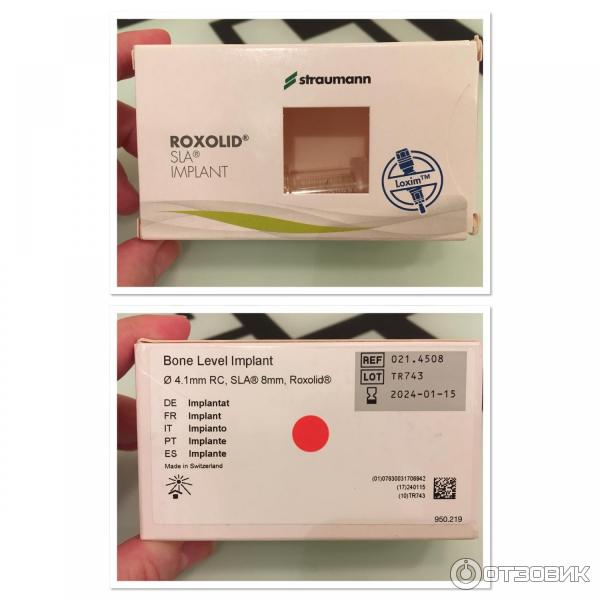 straumann
ROXOLID®
SLA®
IMPLANT
Loxim™
Bone Level Implant
Ø 4.1mm RC, SLA® 8mm, Roxolid®
REF 021.4508
LOT TR743
2024-01-15
DE Implantat
FR Implant
IT Impianto
PT Implante
ES Implante
Made in Switzerland
(01)07630031706942
(17)240115
(10)TR743
950.219
ОТЗОВИК